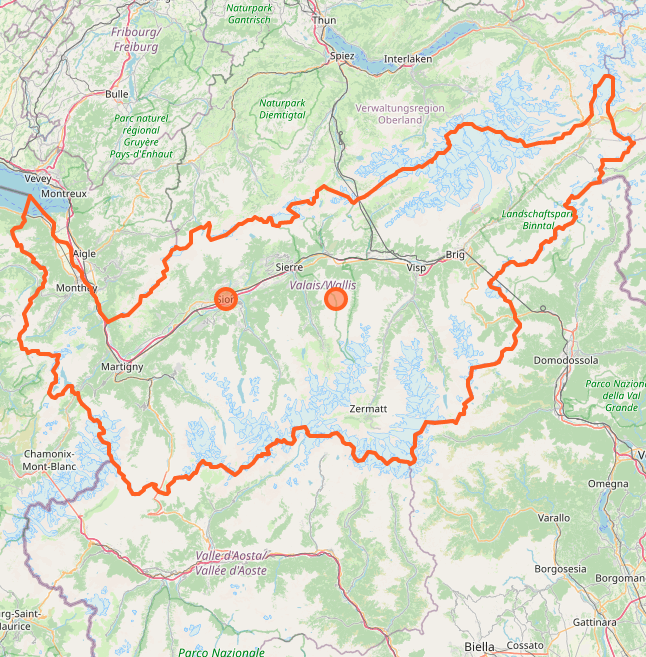 Naturpark
Gantrisch
Thun
Fribourg/
Freiburg
Spiez
Interlaken
Bulle
Naturpark
Diemtigtal
Verwaltungsregion
Oberland
Parc naturel
régional
Gruyère
Pays-d'Enhaut
Vevey
Montreux
Landschaftspark
Binntal
Aigle
Sierre
Visp
Brig
Monthey
Valais/Wallis
Sion
Martigny
Domodossola
Parco Nazionale
della Val
Grande
Zermatt
Chamonix-
Mont-Blanc
Omegna
Varallo
Valle d'Aosta/
Vallée d'Aoste
Borgosesia
Borgoman
rg-Saint-
aurice
Gattinara
Biella
Cossato
Parco Nazionale